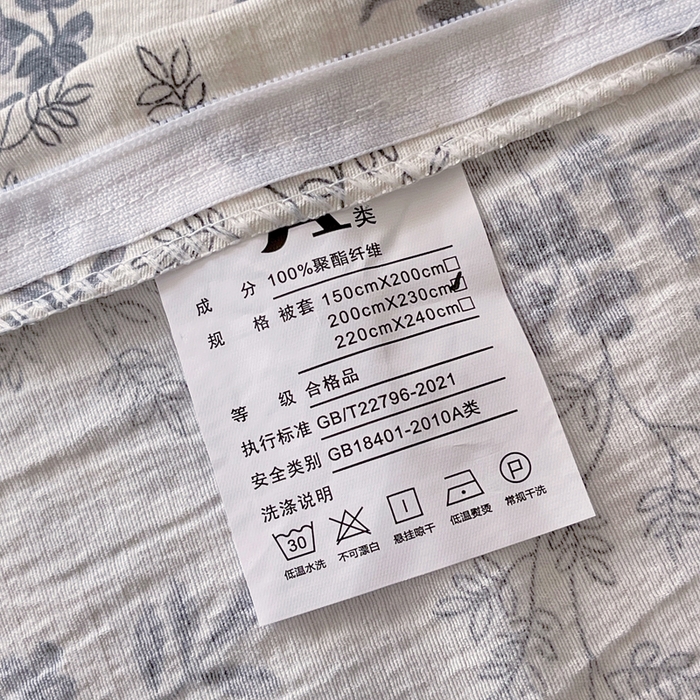 A类
成 分 100%聚酯纤维
规 格 被套 150cmX200cm
200cmX230cm
220cmX240cm
等 级 合格品
执行标准 GB/T22796-2021
安全类别 GB18401-2010A类
洗涤说明
30 P
低温水洗 不可漂白 悬挂晾干 低温熨烫 常规干洗